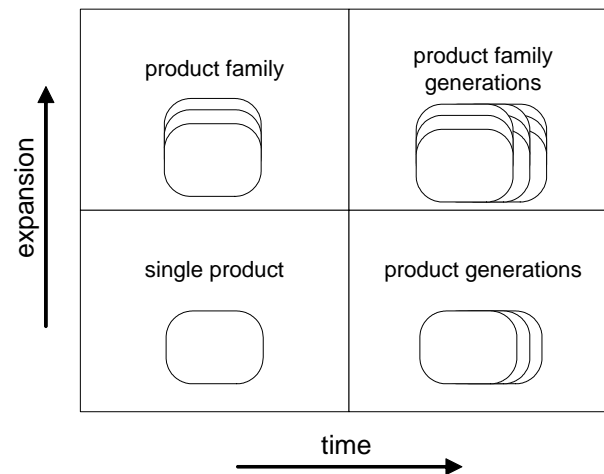 product family
product family
generations
expansion
single product
product generations
time